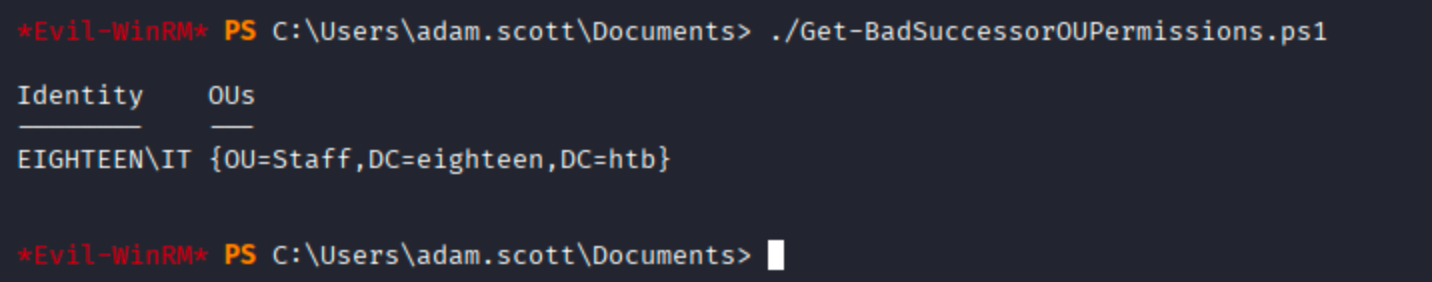 *Evil-WinRM* PS C:\Users\adam.scott\Documents> ./Get-BadSuccessorOUPermissions.ps1
Identity    OUs
--------    ---
EIGHTEEN\IT {OU=Staff,DC=eighteen,DC=htb}
*Evil-WinRM* PS C:\Users\adam.scott\Documents>